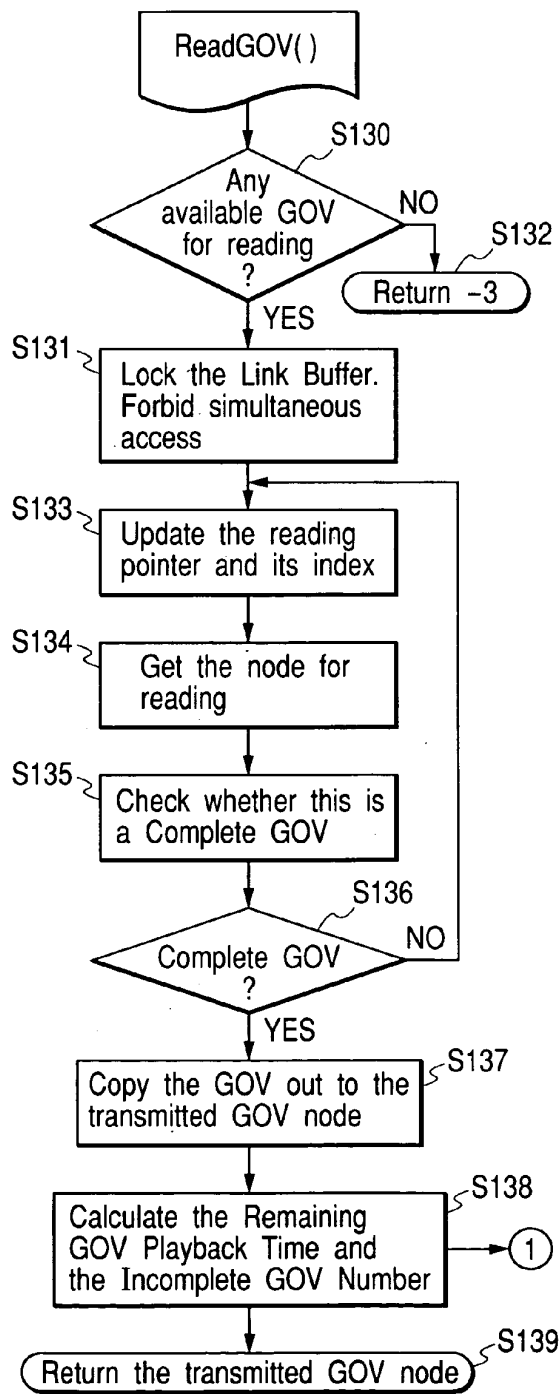 ReadGOV()
S130
Any
available GOV
for reading
?
NO
S132
Return -3
YES
S131
Lock the Link Buffer.
Forbid simultaneous
access
S133
Update the reading
pointer and its index
S134
Get the node for
reading
S135
Check whether this is
a Complete GOV
S136
Complete GOV
?
NO
YES
S137
Copy the GOV out to the
transmitted GOV node
S138
Calculate the Remaining
GOV Playback Time and
the Incomplete GOV Number
1
S139
Return the transmitted GOV node